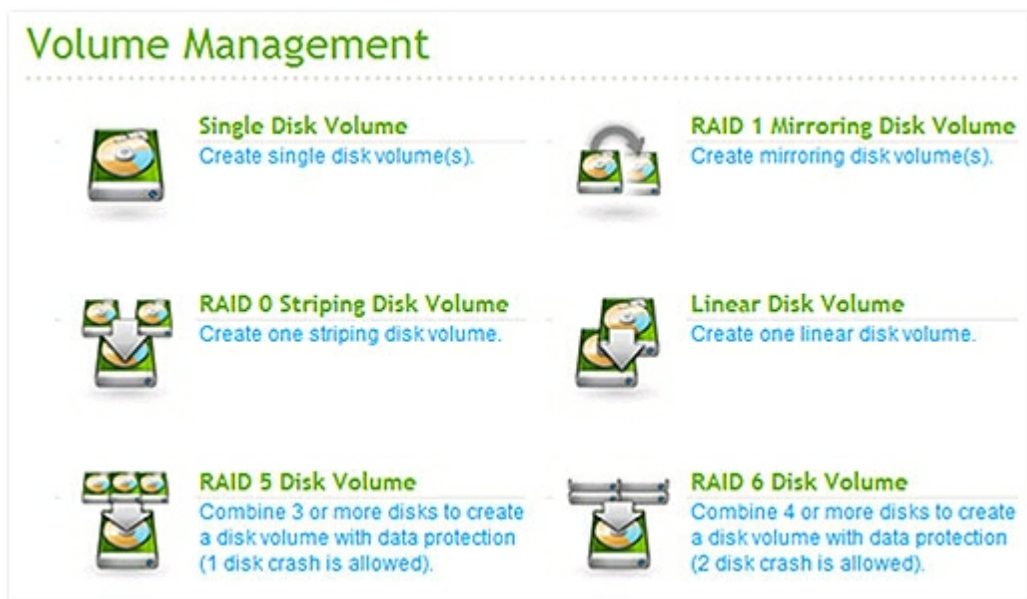 Volume Management
Single Disk Volume
Create single disk volume(s).
RAID 1 Mirroring Disk Volume
Create mirroring disk volume(s).
RAID 0 Striping Disk Volume
Create one striping disk volume.
Linear Disk Volume
Create one linear disk volume.
RAID 5 Disk Volume
Combine 3 or more disks to create
a disk volume with data protection
(1 disk crash is allowed).
RAID 6 Disk Volume
Combine 4 or more disks to create
a disk volume with data protection
(2 disk crash is allowed).